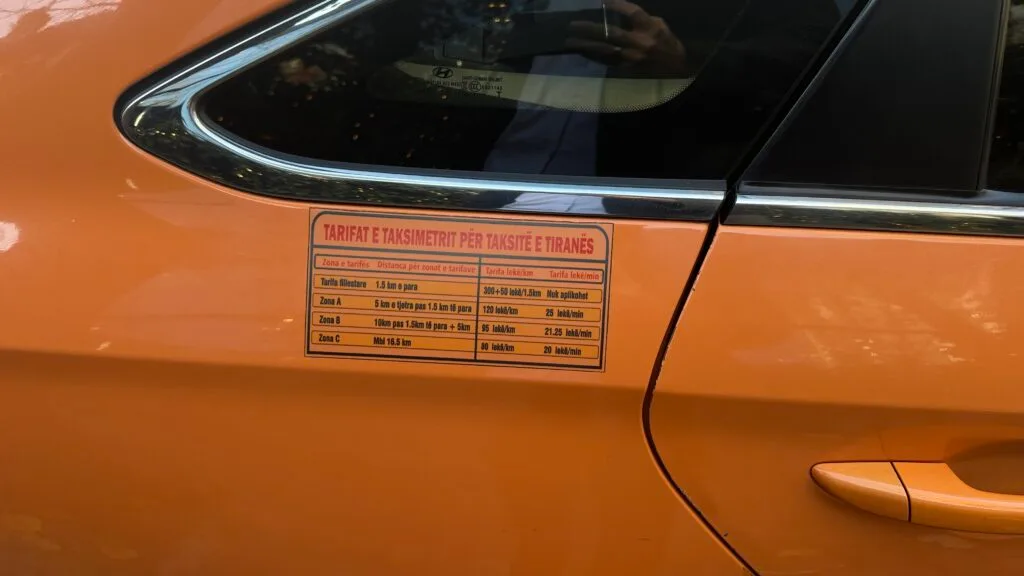 TARIFAT E TAKSIMETRIT PËR TAKSITË E TIRANËS
Zona e tarifës Distanca për zonat e tarifave Tarifa lekë/km Tarifa lekë/min
Tarifa fillestare 1.5 km e para 300+50 lekë/1.5km Nuk aplikohet
Zona A 5 km e tjetra pas 1.5 km të para 120 lekë/km 25 lekë/min
Zona B 10km pas 1.5km të para + 5km 95 lekë/km 21.25 lekë/min
Zona C Mbi 16.5 km 80 lekë/km 20 lekë/min